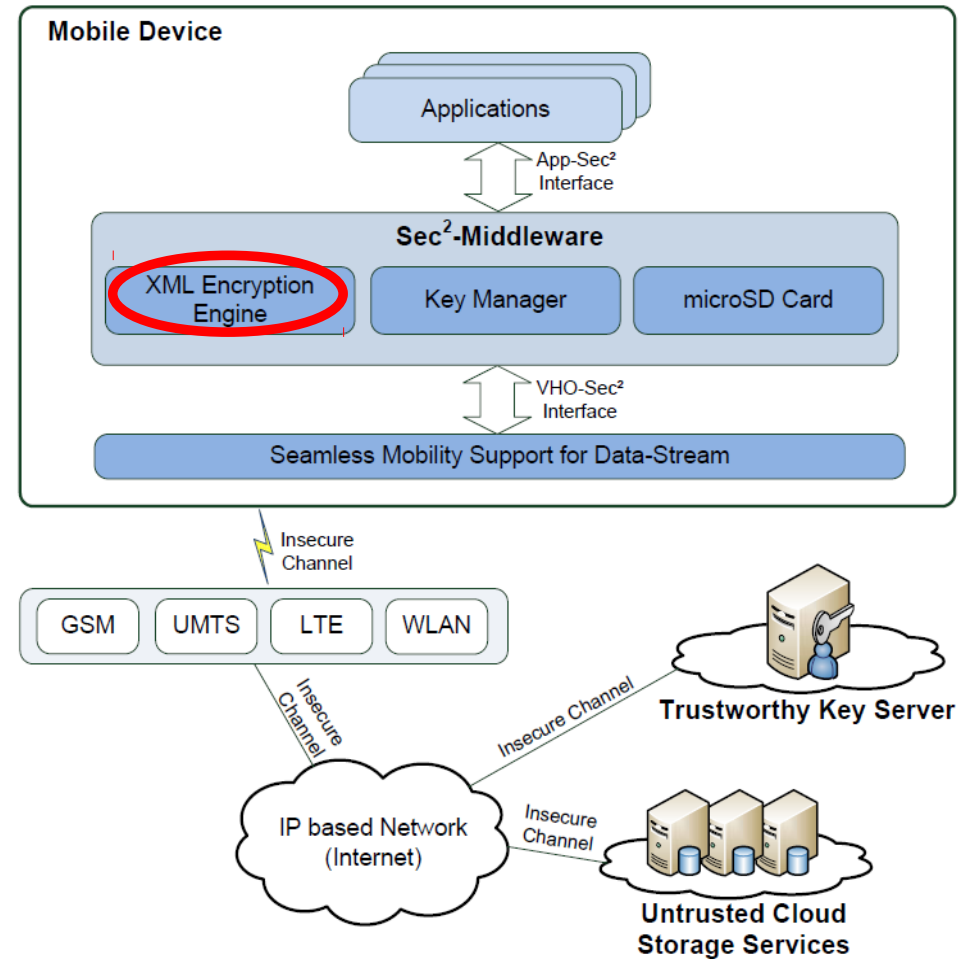 Mobile Device
Applications
App-Sec²
Interface
Sec²-Middleware
XML Encryption
Engine
Key Manager
microSD Card
VHO-Sec²
Interface
Seamless Mobility Support for Data-Stream
Insecure
Channel
GSM
UMTS
LTE
WLAN
Insecure
Channel
Insecure Channel
Trustworthy Key Server
IP based Network
(Internet)
Insecure
Channel
Untrusted Cloud
Storage Services